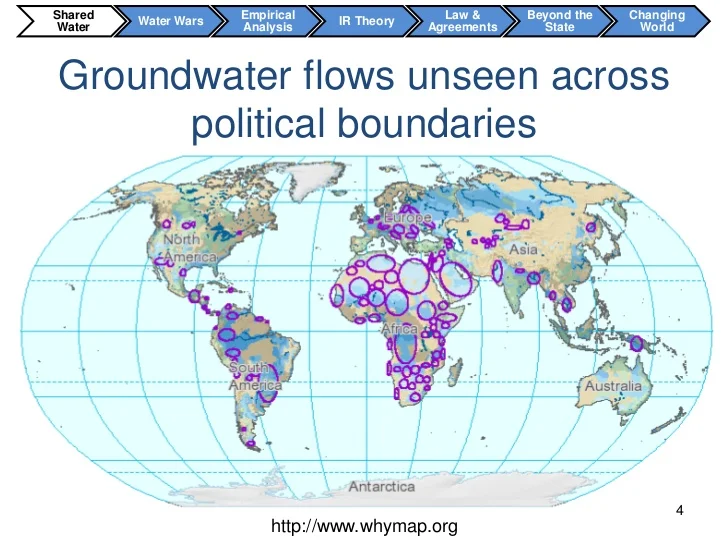 Shared
Water
Water Wars
Empirical
Analysis
IR Theory
Law &
Agreements
Beyond the
State
Changing
World
Groundwater flows unseen across
political boundaries
Europe
North
America
Asia
Africa
South
America
Australia
Antarctica
4
http://www.whymap.org